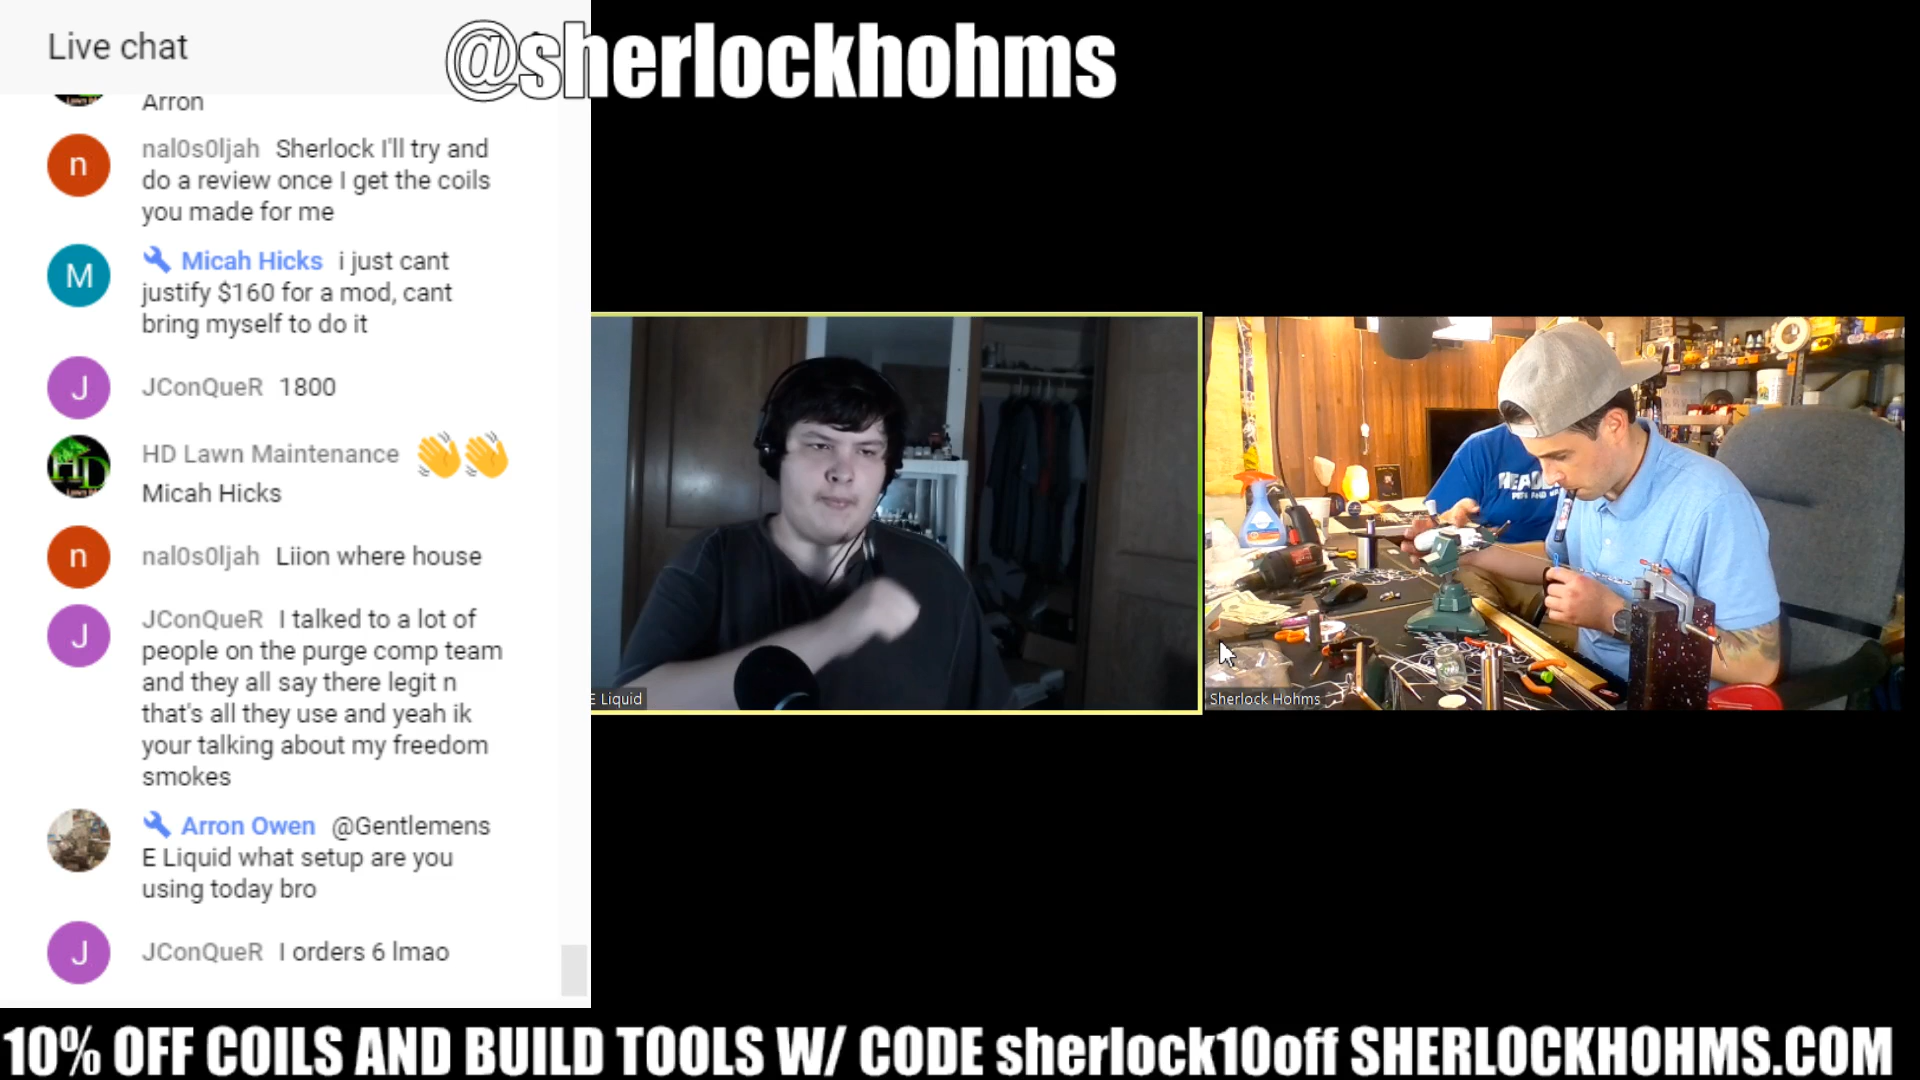 Live chat
@sherlockhohms
Arron
nal0s0ljah Sherlock I'll try and
do a review once I get the coils
you made for me
Micah Hicks i just cant
justify $160 for a mod, cant
bring myself to do it
JConQueR 1800
HD Lawn Maintenance 👋👋
Micah Hicks
nal0s0ljah Liion where house
JConQueR I talked to a lot of
people on the purge comp team
and they all say there legit n
that's all they use and yeah ik
your talking about my freedom
smokes
Arron Owen @Gentlemens
E Liquid what setup are you
using today bro
JConQueR I orders 6 lmao
n
M
J
HD
n
J
J
E Liquid
Sherlock Hohms
10% OFF COILS AND BUILD TOOLS W/ CODE sherlock10off SHERLOCKHOHMS.COM